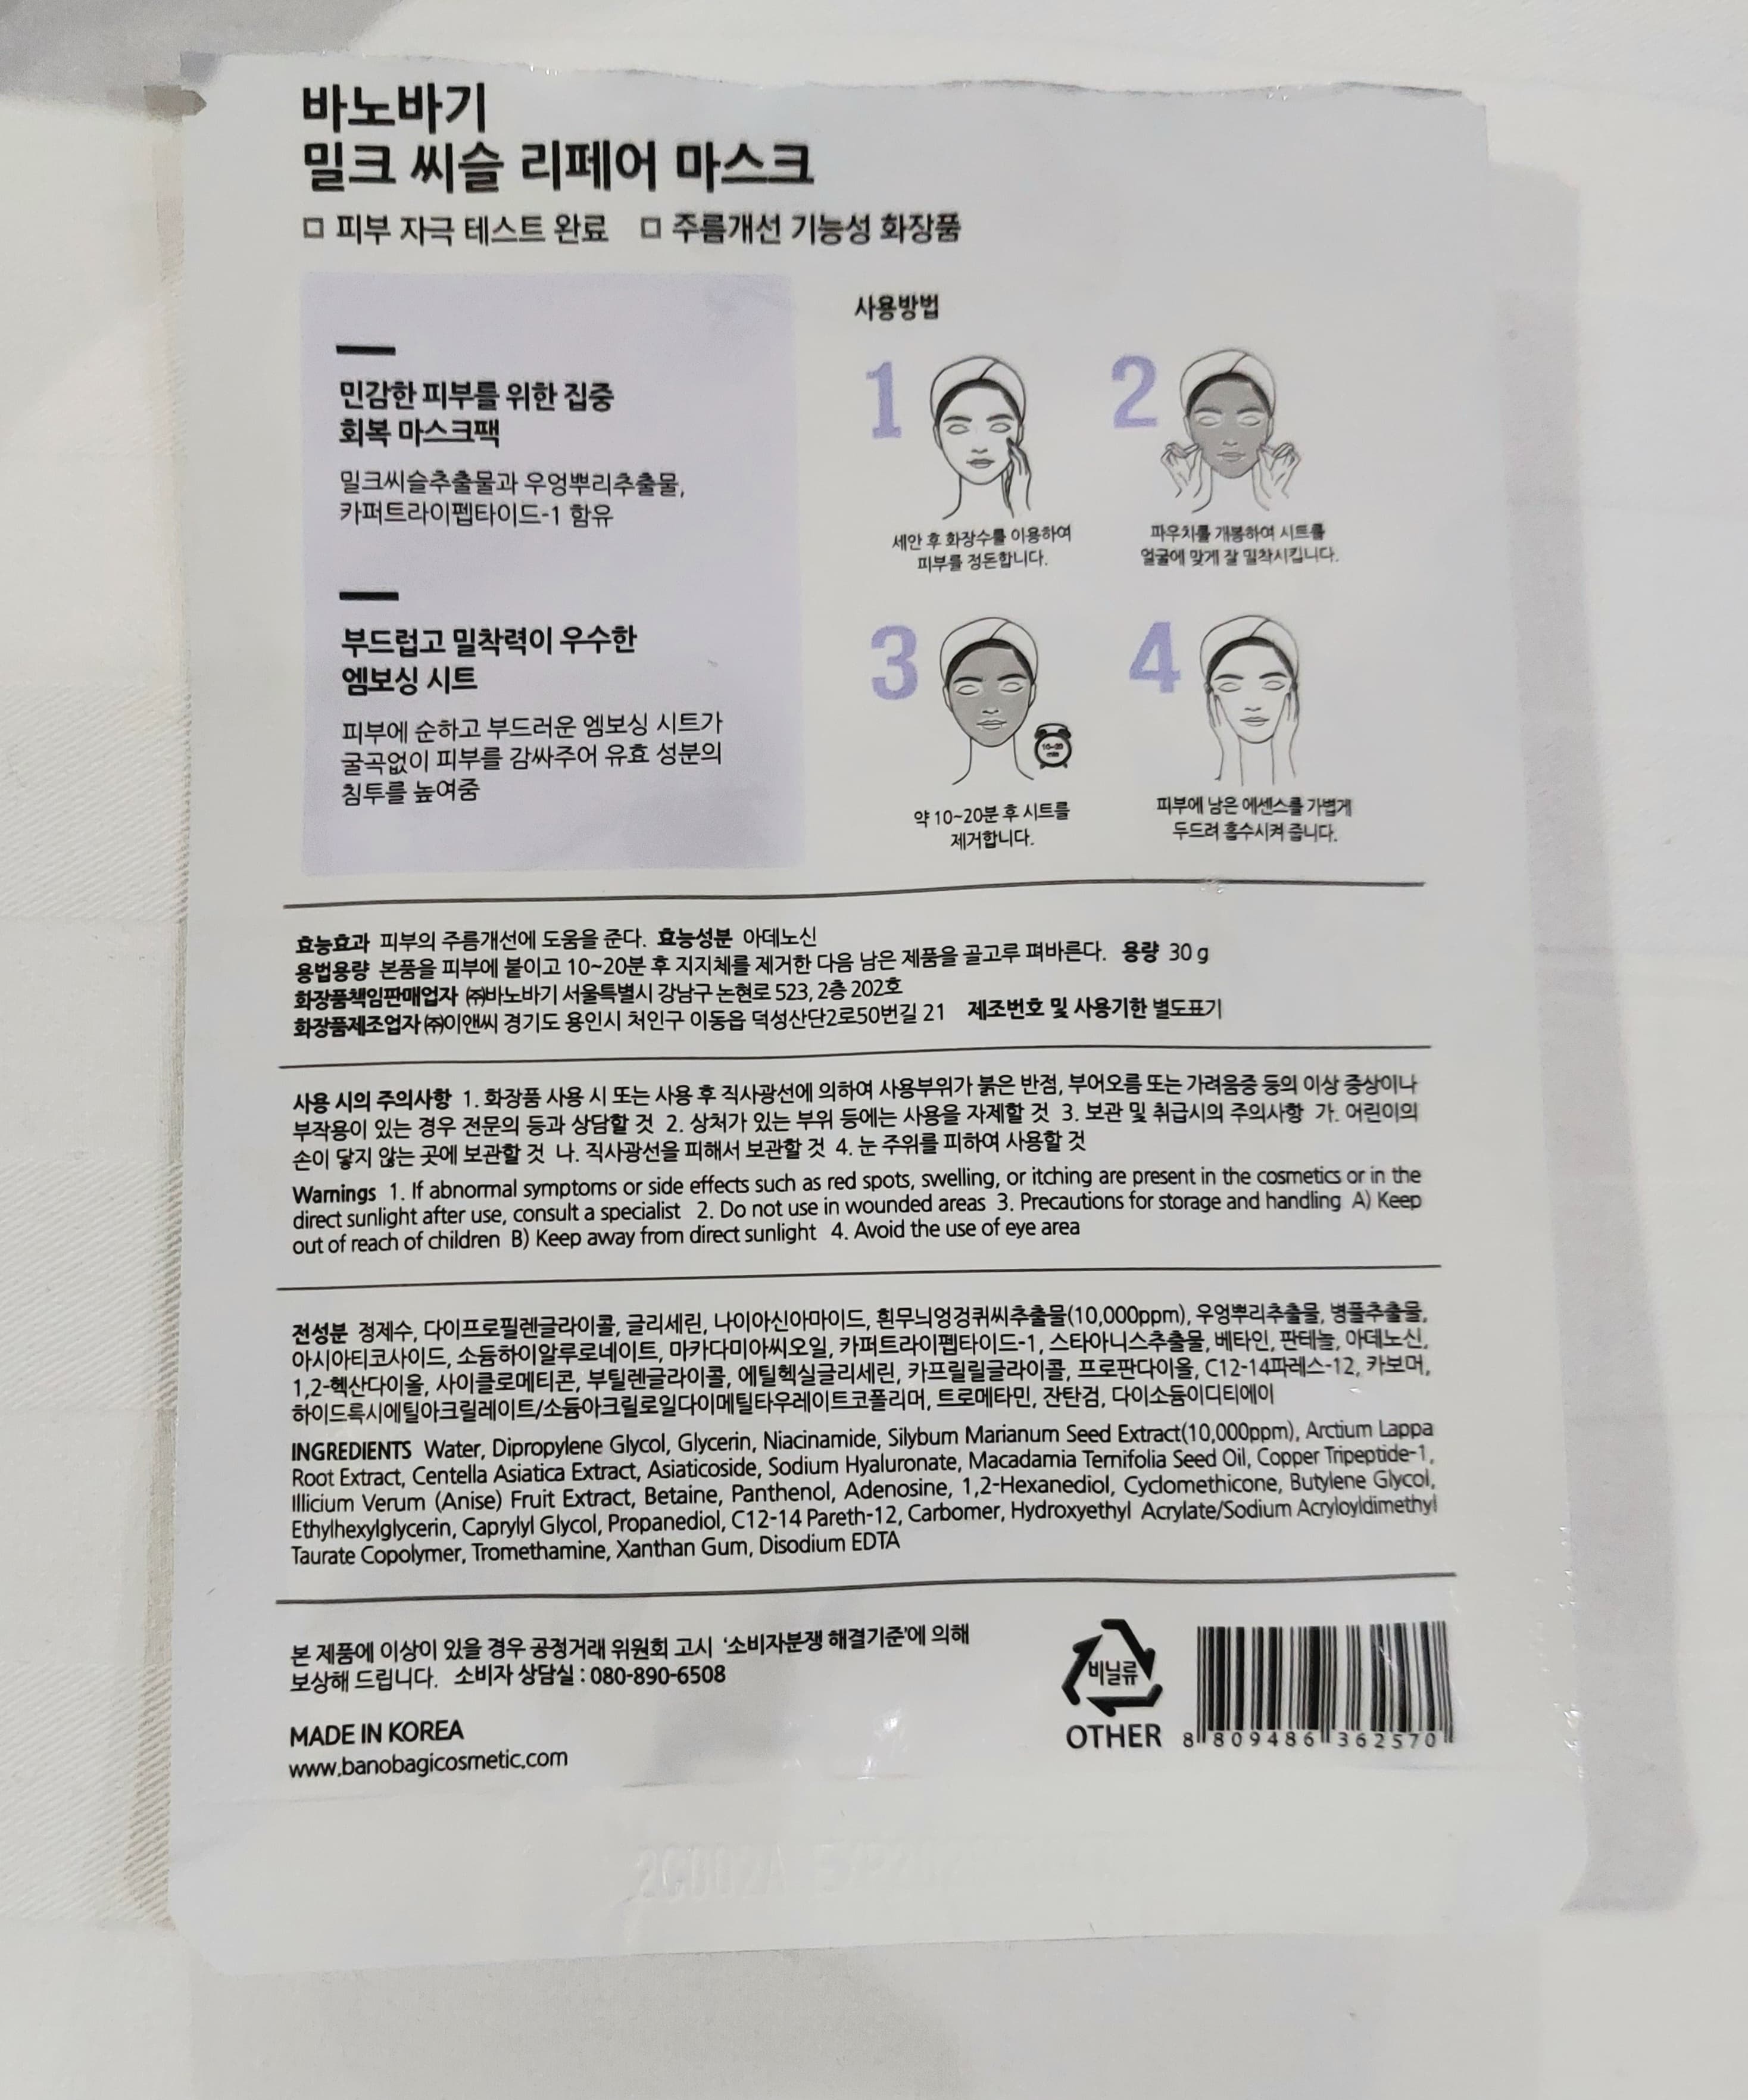 바노바기
밀크 씨슬 리페어 마스크
□ 피부 자극 테스트 완료 □ 주름개선 기능성 화장품
민감한 피부를 위한 집중
회복 마스크팩
밀크씨슬추출물과 우엉뿌리추출물,
카퍼트라이펩타이드-1 함유
부드럽고 밀착력이 우수한
엠보싱 시트
피부에 순하고 부드러운 엠보싱 시트가
굴곡없이 피부를 감싸주어 유효 성분의
침투를 높여줌
사용방법
1
세안 후 화장수를 이용하여
피부를 정돈합니다.
2
파우치를 개봉하여 시트를
얼굴에 맞게 잘 밀착시킵니다.
3
10~20
min
약 10~20분 후 시트를
제거합니다.
4
피부에 남은 에센스를 가볍게
두드려 흡수시켜 줍니다.
효능효과 피부의 주름개선에 도움을 준다. 효능성분 아데노신
용법용량 본품을 피부에 붙이고 10~20분 후 지지체를 제거한 다음 남은 제품을 골고루 펴바른다. 용량 30 g
화장품책임판매업자 ㈜바노바기 서울특별시 강남구 논현로 523, 2층 202호
화장품제조업자 ㈜이앤씨 경기도 용인시 처인구 이동읍 덕성산단2로50번길 21 제조번호 및 사용기한 별도표기
사용 시의 주의사항 1. 화장품 사용 시 또는 사용 후 직사광선에 의하여 사용부위가 붉은 반점, 부어오름 또는 가려움증 등의 이상 증상이나
부작용이 있는 경우 전문의 등과 상담할 것 2. 상처가 있는 부위 등에는 사용을 자제할 것 3. 보관 및 취급시의 주의사항 가. 어린이의
손이 닿지 않는 곳에 보관할 것 나. 직사광선을 피해서 보관할 것 4. 눈 주위를 피하여 사용할 것
Warnings 1. If abnormal symptoms or side effects such as red spots, swelling, or itching are present in the cosmetics or in the
direct sunlight after use, consult a specialist 2. Do not use in wounded areas 3. Precautions for storage and handling A) Keep
out of reach of children B) Keep away from direct sunlight 4. Avoid the use of eye area
전성분 정제수, 다이프로필렌글라이콜, 글리세린, 나이아신아마이드, 흰무늬엉겅퀴씨추출물(10,000ppm), 우엉뿌리추출물, 병풀추출물,
아시아티코사이드, 소듐하이알루로네이트, 마카다미아씨오일, 카퍼트라이펩타이드-1, 스타아니스추출물, 베타인, 판테놀, 아데노신,
1,2-헥산다이올, 사이클로메티콘, 부틸렌글라이콜, 에틸헥실글리세린, 카프릴릴글라이콜, 프로판다이올, C12-14파레스-12, 카보머,
하이드록시에틸아크릴레이트/소듐아크릴로일다이메틸타우레이트코폴리머, 트로메타민, 잔탄검, 다이소듐이디티에이
INGREDIENTS Water, Dipropylene Glycol, Glycerin, Niacinamide, Silybum Marianum Seed Extract(10,000ppm), Arctium Lappa
Root Extract, Centella Asiatica Extract, Asiaticoside, Sodium Hyaluronate, Macadamia Ternifolia Seed Oil, Copper Tripeptide-1,
Illicium Verum (Anise) Fruit Extract, Betaine, Panthenol, Adenosine, 1,2-Hexanediol, Cyclomethicone, Butylene Glycol,
Ethylhexylglycerin, Caprylyl Glycol, Propanediol, C12-14 Pareth-12, Carbomer, Hydroxyethyl Acrylate/Sodium Acryloyldimethyl
Taurate Copolymer, Tromethamine, Xanthan Gum, Disodium EDTA
본 제품에 이상이 있을 경우 공정거래 위원회 고시 '소비자분쟁 해결기준'에 의해
보상해 드립니다. 소비자 상담실 : 080-890-6508
MADE IN KOREA
www.banobagicosmetic.com
비닐류
OTHER
8 809486 362570